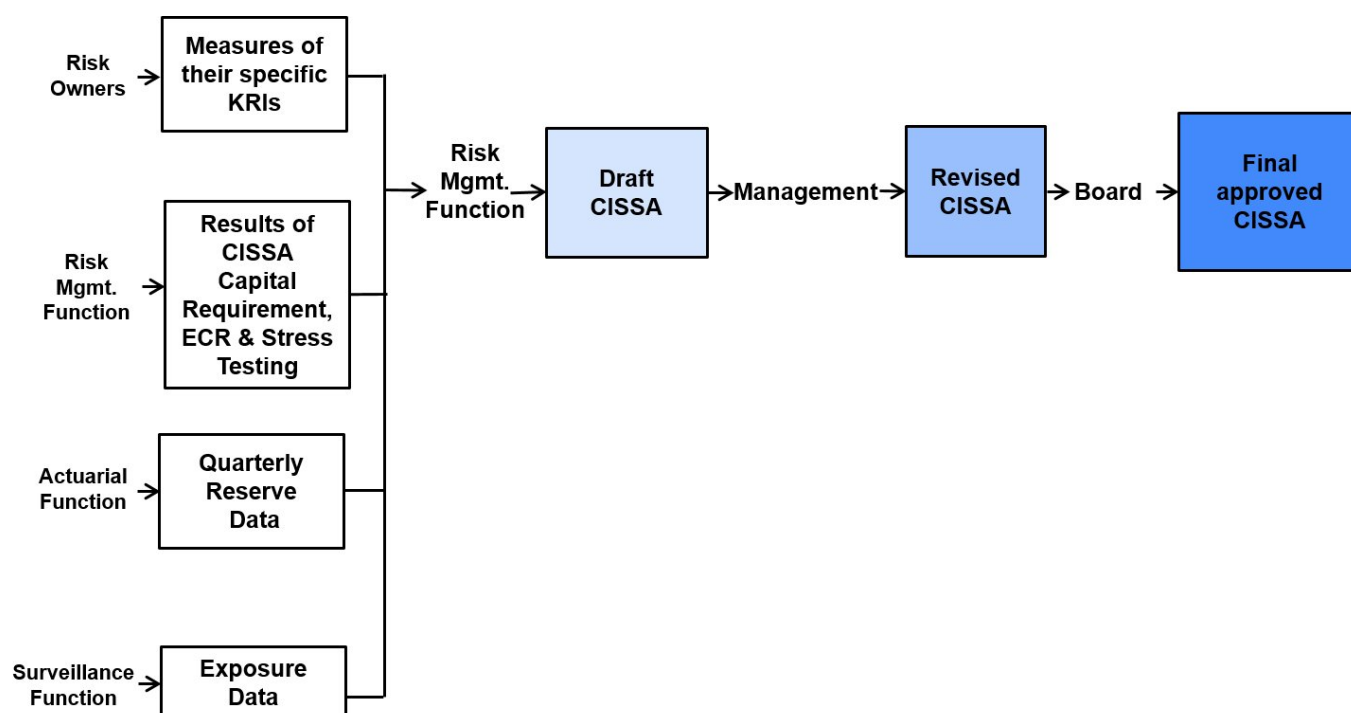 Risk
Owners
Measures of
their specific
KRIs
Risk
Mgmt.
Function
Results of
CISSA
Capital
Requirement,
ECR & Stress
Testing
Actuarial
Function
Quarterly
Reserve
Data
Surveillance
Function
Exposure
Data
Risk
Mgmt.
Function
Draft
CISSA
Management
Revised
CISSA
Board
Final
approved
CISSA